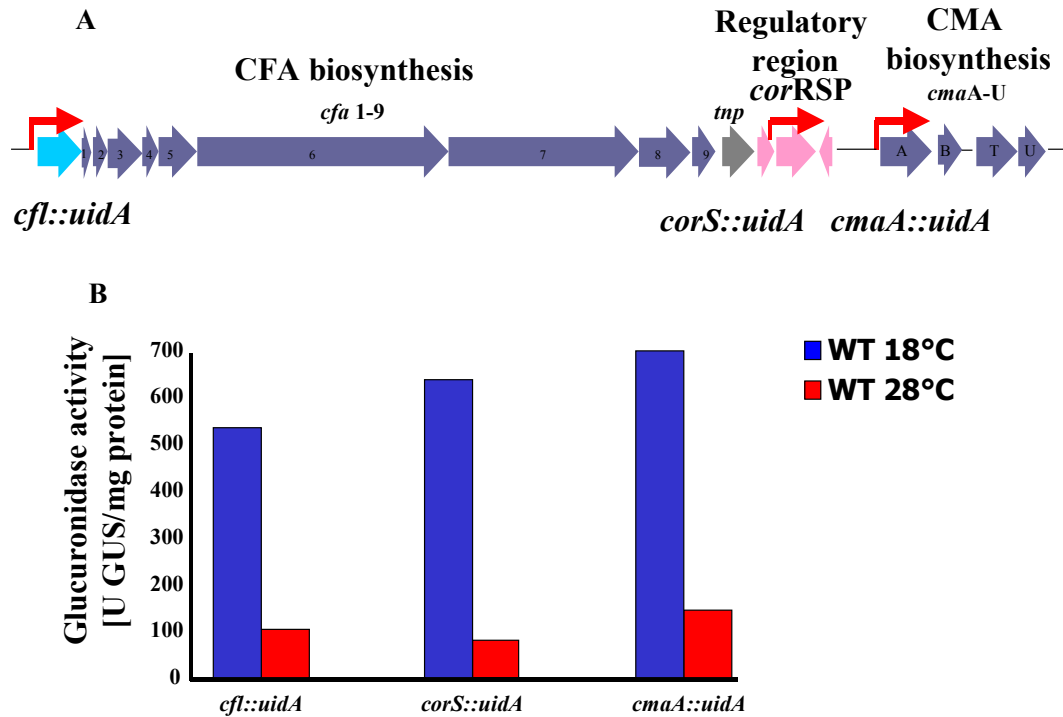 A
CFA biosynthesis
cfa 1-9
Regulatory
region
corRSP
CMA
biosynthesis
cmaA-U
tnp
1 2 3 4 5 6 7 8 9 A B T U
cfl::uidA corS::uidA cmaA::uidA
B
Glucuronidase activity
[U GUS/mg protein]
700
600
500
400
300
200
100
0
cfl::uidA corS::uidA cmaA::uidA
WT 18°C
WT 28°C